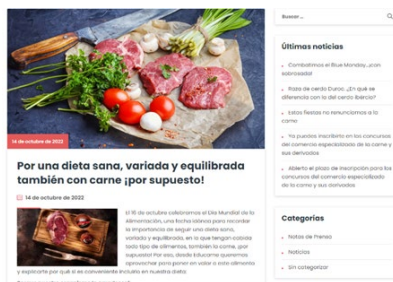 14 de octubre de 2022
Por una dieta sana, variada y equilibrada
también con carne ¡por supuesto!
14 de octubre de 2022
El 16 de octubre celebramos el Día Mundial de la
Alimentación, una fecha idónea para recordar
la importancia de seguir una dieta sana,
variada y equilibrada, en la que tengan cabida
todo tipo de alimentos, también la carne, ¡por
supuesto! Por eso, desde Educarne queremos
aprovechar para poner en valor a este alimento
y explicarte por qué es conveniente incluirla en nuestra dieta.
Buscar ...
Últimas noticias
Combatimos el Blue Monday...¡con
sobrasada!
Raza de cerdo Duroc. ¿En qué se
diferencia con la del cerdo ibérico?
Estas fiestas no renunciamos a la
carne
Ya puedes inscribirte en los concursos
del comercio especializado de la carne y
sus derivados
Abierto el plazo de inscripción para los
concursos del comercio especializado
de la carne y sus derivados
Categorías
Notas de Prensa
Noticias
Sin categorizar